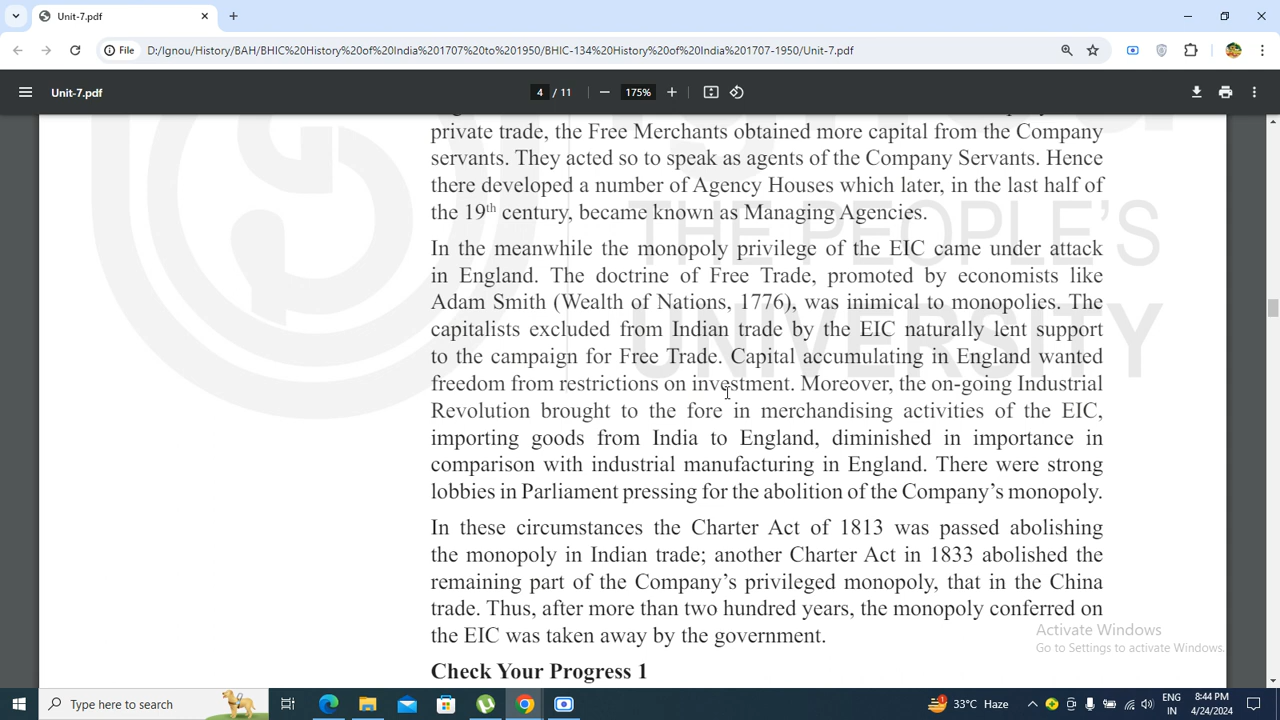 Unit-7.pdf
File
D:/Ignou/History/BAH/BHIC%20History%20of%20India%201707%20to%201950/BHIC-134%20History%20of%20India%201707-1950/Unit-7.pdf
Unit-7.pdf
4 / 11
175%
private trade, the Free Merchants obtained more capital from the Company
servants. They acted so to speak as agents of the Company Servants. Hence
there developed a number of Agency Houses which later, in the last half of
the 19th century, became known as Managing Agencies.
In the meanwhile the monopoly privilege of the EIC came under attack
in England. The doctrine of Free Trade, promoted by economists like
Adam Smith (Wealth of Nations, 1776), was inimical to monopolies. The
capitalists excluded from Indian trade by the EIC naturally lent support
to the campaign for Free Trade. Capital accumulating in England wanted
freedom from restrictions on investment. Moreover, the on-going Industrial
Revolution brought to the fore in merchandising activities of the EIC,
importing goods from India to England, diminished in importance in
comparison with industrial manufacturing in England. There were strong
lobbies in Parliament pressing for the abolition of the Company's monopoly.
In these circumstances the Charter Act of 1813 was passed abolishing
the monopoly in Indian trade; another Charter Act in 1833 abolished the
remaining part of the Company's privileged monopoly, that in the China
trade. Thus, after more than two hundred years, the monopoly conferred on
the EIC was taken away by the government.
Check Your Progress 1
THE PEOPLE'S
UNIVERSITY
Activate Windows
Go to Settings to activate Windows.
Type here to search
33°C Haze
ENG
IN
8:44 PM
4/24/2024